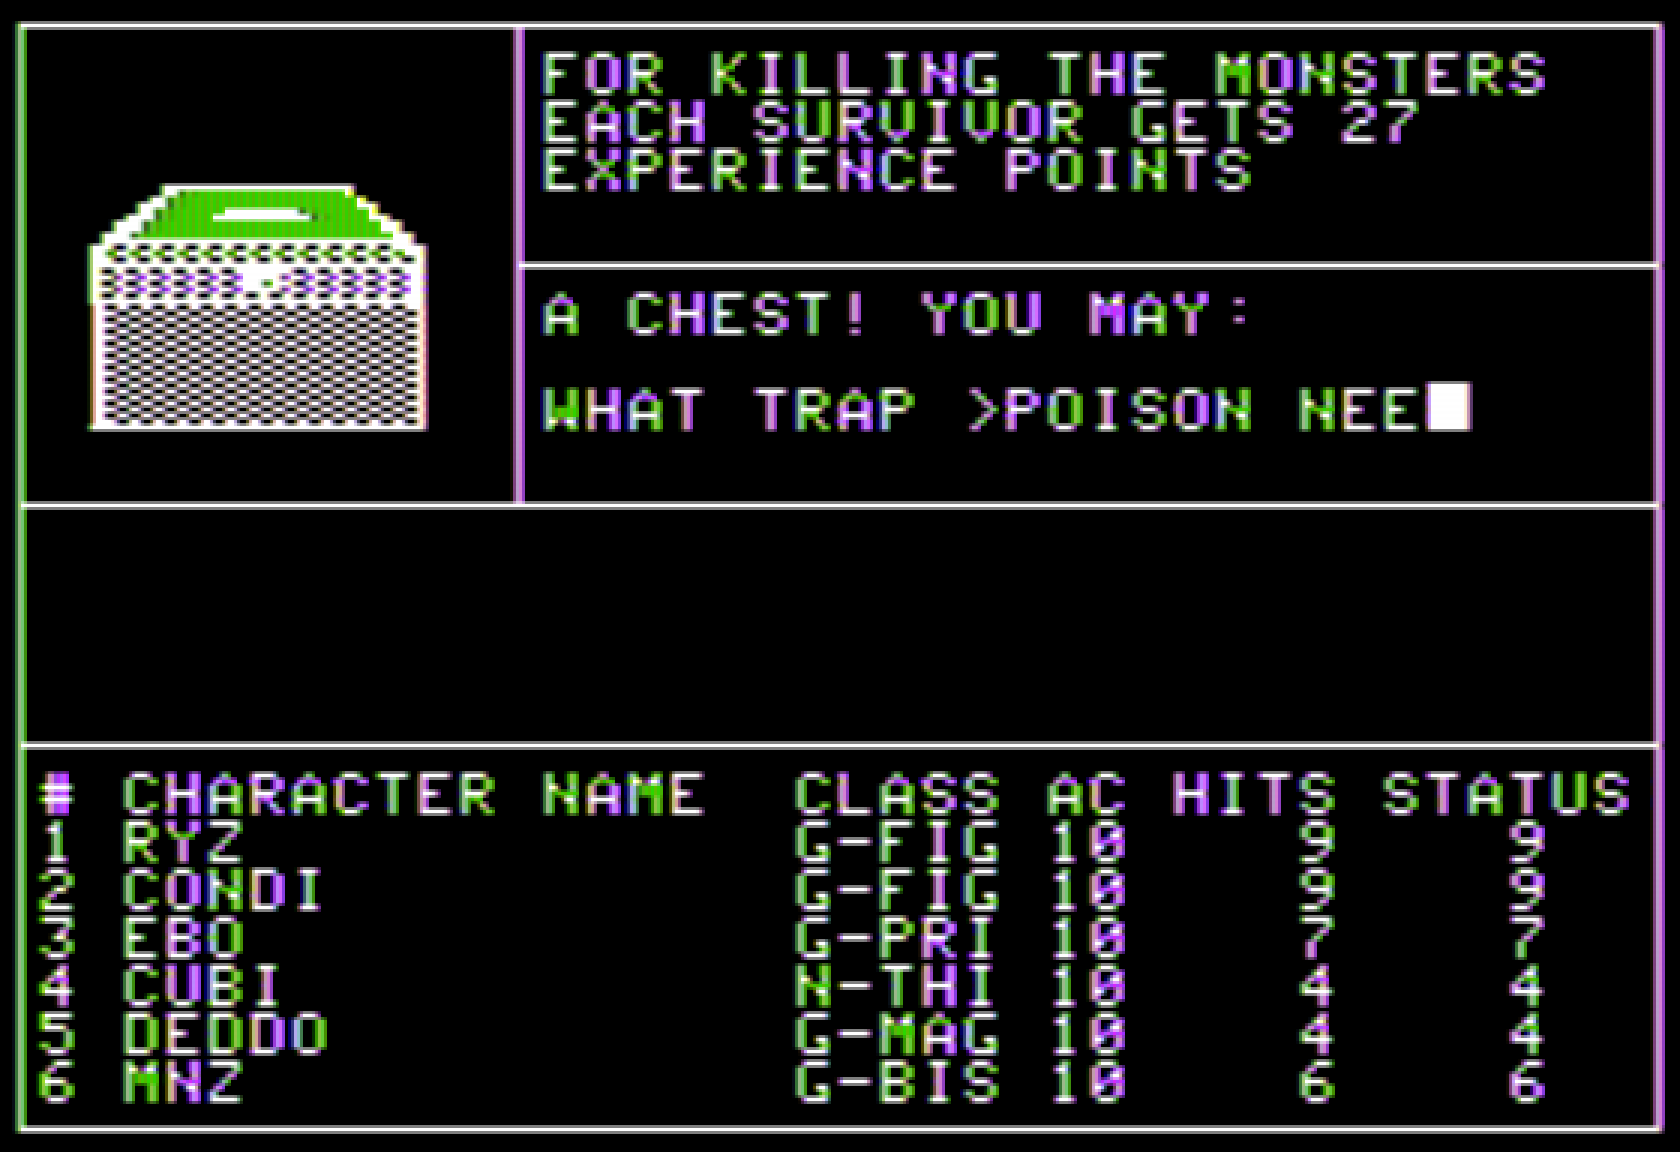 FOR KILLING THE MONSTERS
EACH SURVIVOR GETS 27
EXPERIENCE POINTS
A CHEST! YOU MAY:
WHAT TRAP >POISON NEE
# CHARACTER NAME CLASS AC HITS STATUS
1 RYZ G-FIG 10 9 9
2 CONDI G-FIG 10 9 9
3 EBO G-PRI 10 7 7
4 CUBI N-THI 10 4 4
5 DEDDO G-MAG 10 4 4
6 MNZ G-BIS 10 6 6